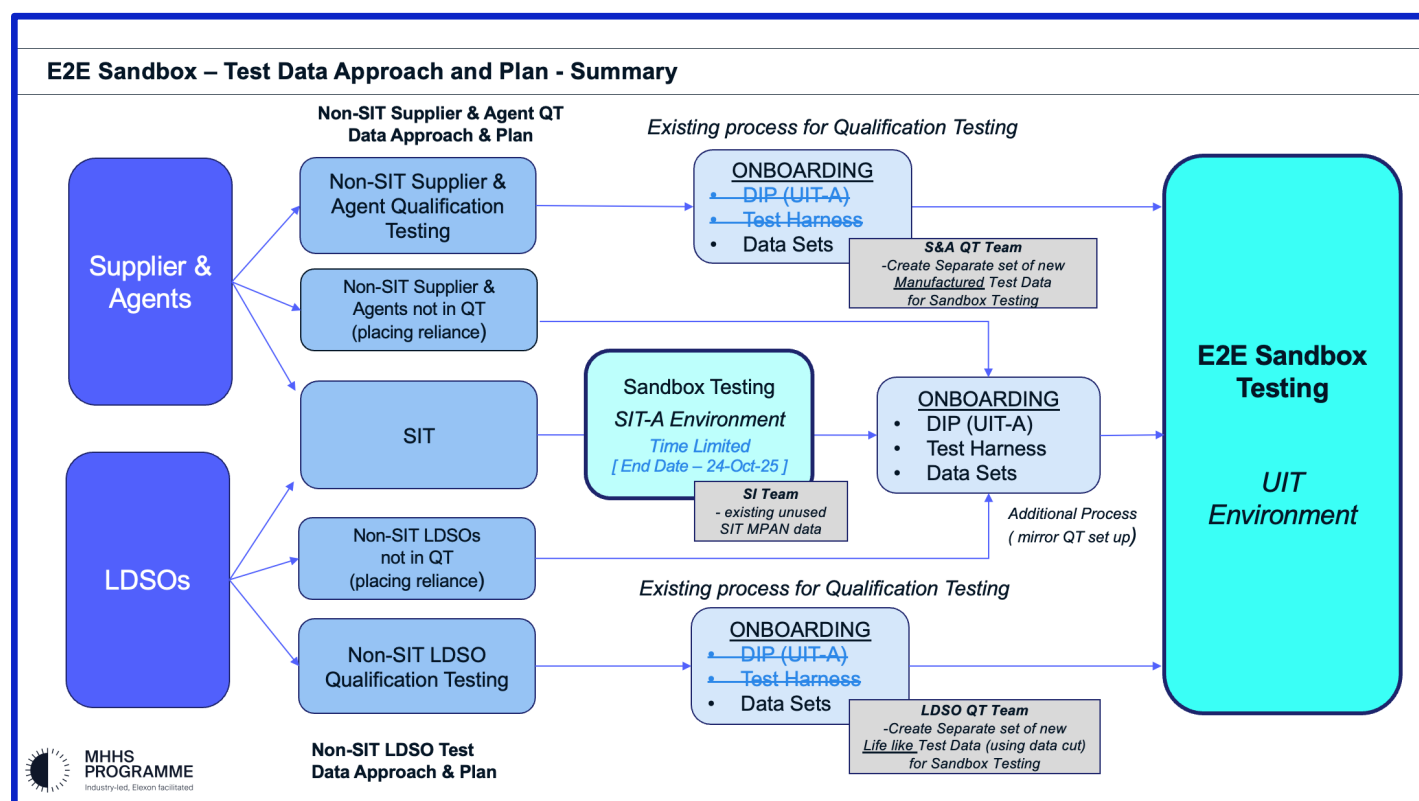 E2E Sandbox – Test Data Approach and Plan - Summary
Non-SIT Supplier & Agent QT
Data Approach & Plan
Existing process for Qualification Testing
Supplier &
Agents
Non-SIT Supplier &
Agent Qualification
Testing
ONBOARDING
• DIP (UIT-A)
• Test Harness
• Data Sets
S&A QT Team
-Create Separate set of new
Manufactured Test Data
for Sandbox Testing
Non-SIT Supplier &
Agents not in QT
(placing reliance)
SIT
Sandbox Testing
SIT-A Environment
Time Limited
[ End Date – 24-Oct-25 ]
SI Team
- existing unused
SIT MPAN data
ONBOARDING
• DIP (UIT-A)
• Test Harness
• Data Sets
Additional Process
( mirror QT set up)
E2E Sandbox
Testing
UIT
Environment
LDSOs
Non-SIT LDSOs
not in QT
(placing reliance)
Existing process for Qualification Testing
Non-SIT LDSO
Qualification Testing
ONBOARDING
• DIP (UIT-A)
• Test Harness
• Data Sets
LDSO QT Team
-Create Separate set of new
Life like Test Data (using data cut)
for Sandbox Testing
Non-SIT LDSO Test
Data Approach & Plan
MHHS
PROGRAMME
Industry-led, Elexon facilitated